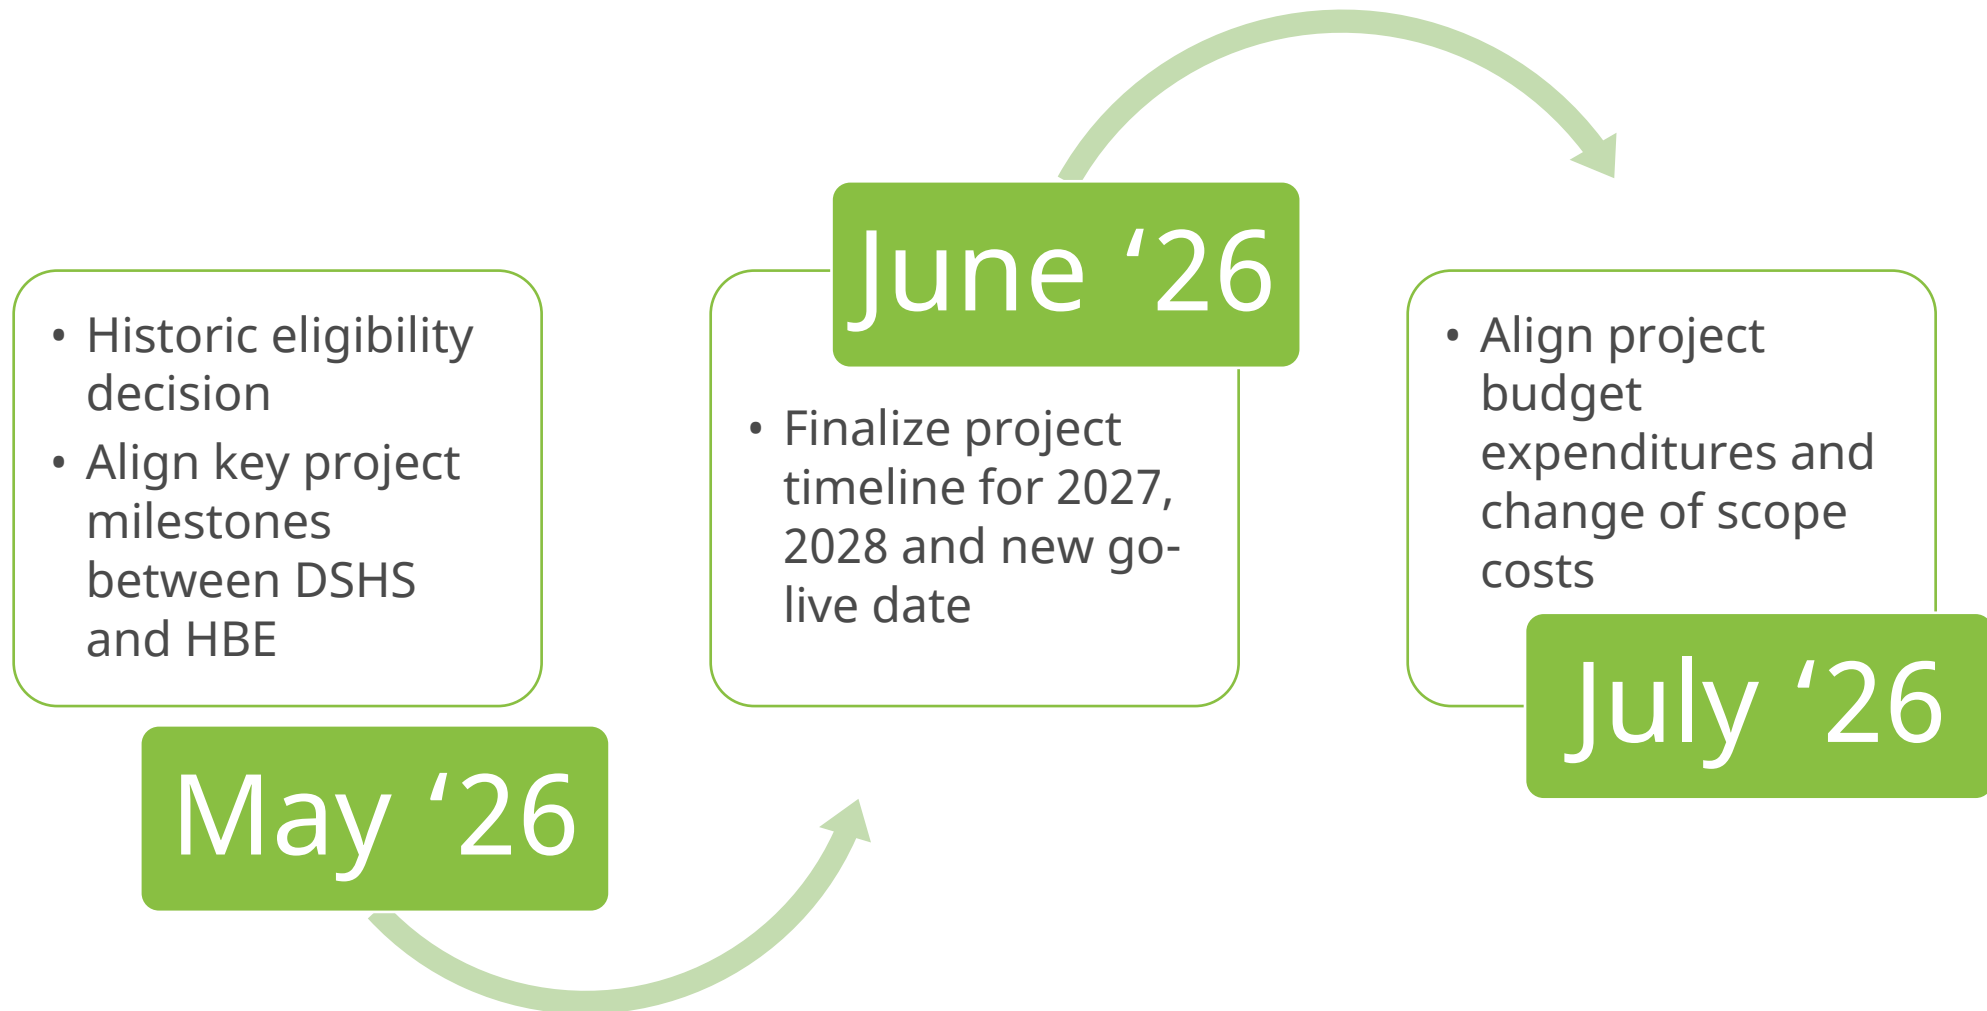 • Historic eligibility
decision
• Align key project
milestones
between DSHS
and HBE
May ‘26
June ‘26
• Finalize project
timeline for 2027,
2028 and new go-
live date
• Align project
budget
expenditures and
change of scope
costs
July ‘26